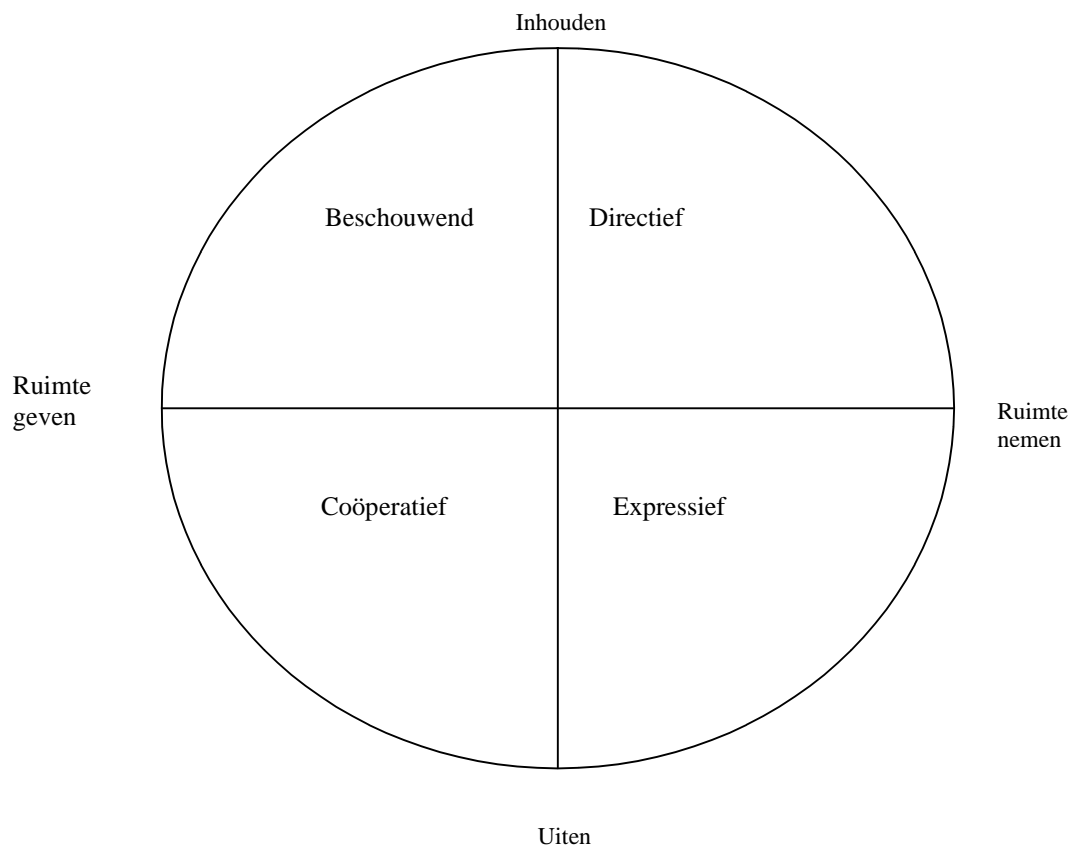 Inhouden
Beschouwend
Directief
Ruimte
geven
Ruimte
nemen
Coöperatief
Expressief
Uiten